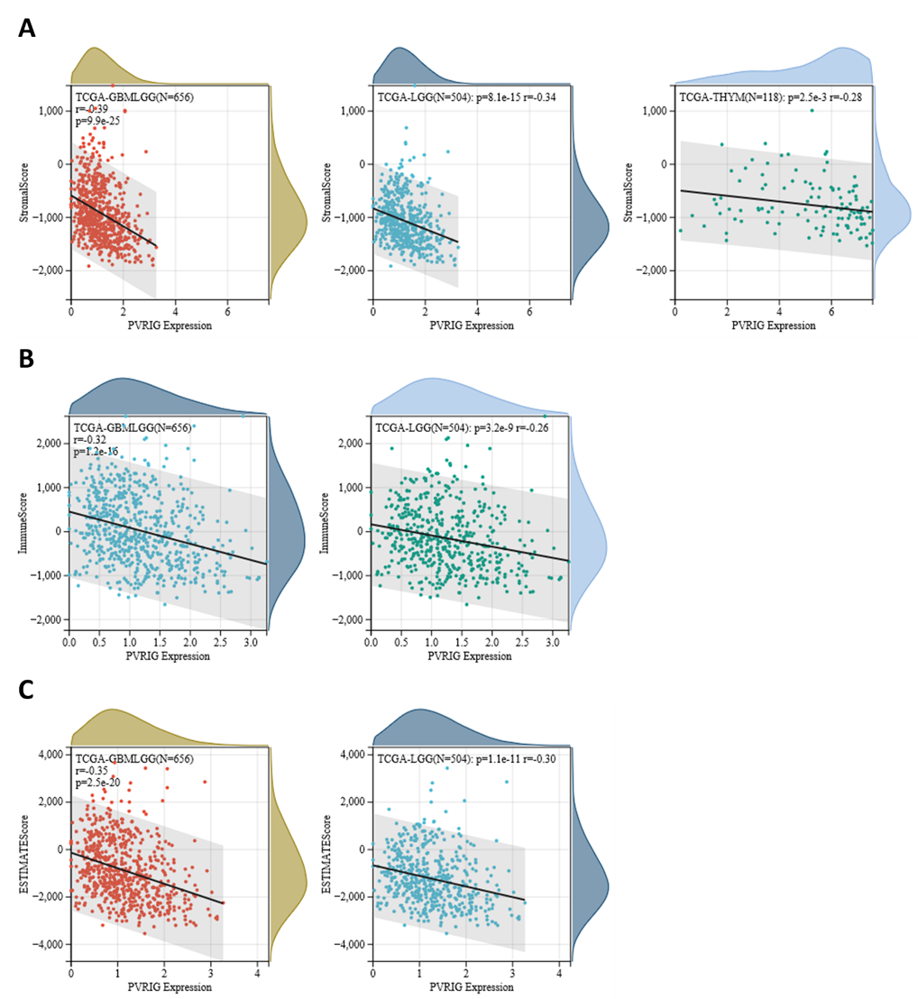 A
TCGA-GBMLGG(N=656)
r=-0.39
p=9.9e-25
1,000
0
−1,000
−2,000
StromalScore
0 2 4 6
PVRIG Expression
TCGA-LGG(N=504): p=8.1e-15 r=-0.34
1,000
0
−1,000
−2,000
StromalScore
0 2 4 6
PVRIG Expression
TCGA-THYM(N=118): p=2.5e-3 r=-0.28
1,000
0
−1,000
−2,000
StromalScore
0 2 4 6
PVRIG Expression
B
TCGA-GBMLGG(N=656)
r=-0.32
p=1.2e-16
2,000
1,000
0
−1,000
−2,000
ImmuneScore
0.0 0.5 1.0 1.5 2.0 2.5 3.0
PVRIG Expression
TCGA-LGG(N=504): p=3.2e-9 r=-0.26
2,000
1,000
0
−1,000
−2,000
ImmuneScore
0.0 0.5 1.0 1.5 2.0 2.5 3.0
PVRIG Expression
C
TCGA-GBMLGG(N=656)
r=-0.35
p=2.5e-20
4,000
2,000
0
−2,000
−4,000
ESTIMATEScore
0 1 2 3 4
PVRIG Expression
TCGA-LGG(N=504): p=1.1e-11 r=-0.30
4,000
2,000
0
−2,000
−4,000
ESTIMATEScore
0 1 2 3 4
PVRIG Expression